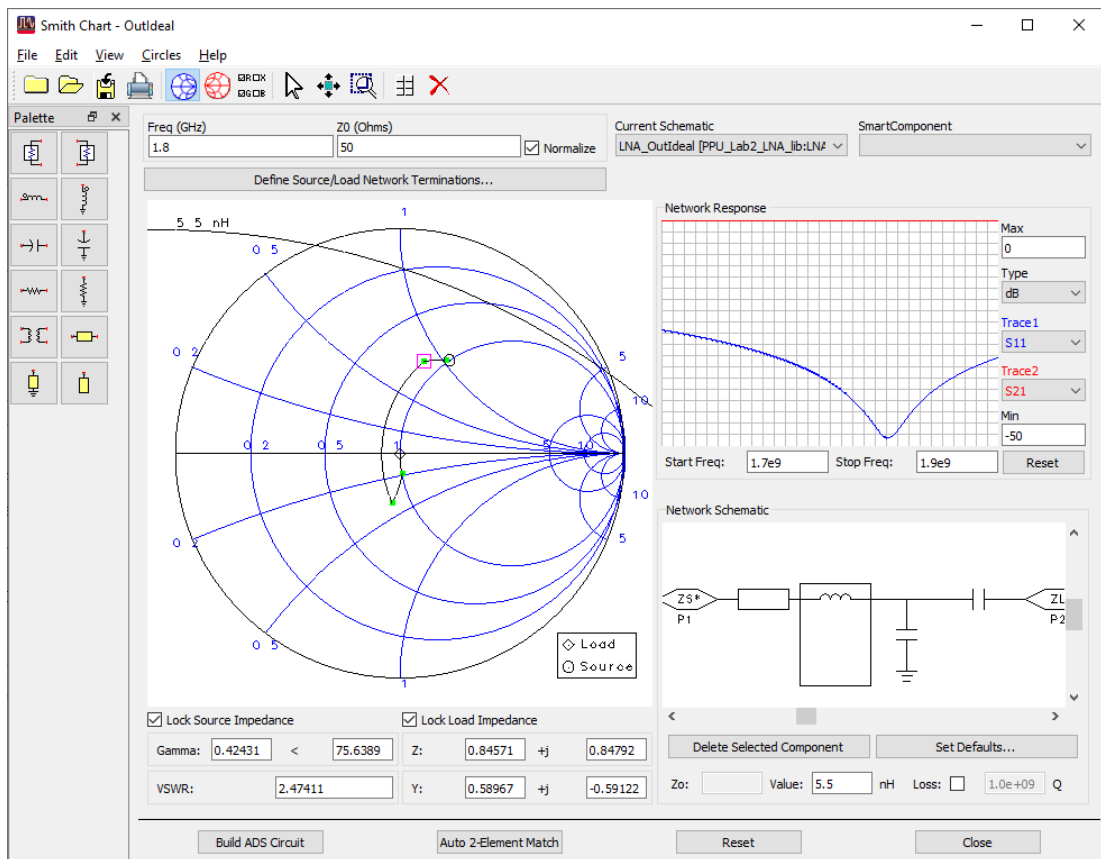 Smith Chart - OutIdeal
File Edit View Circles Help
Palette
Freq (GHz) Z0 (Ohms)
1.8 50 Normalize
Current Schematic SmartComponent
LNA_OutIdeal [PPU_Lab2_LNA_lib:LNA
Define Source/Load Network Terminations...
5 5 nH
1
0 5
0 2
5
10
0 2 0 5 1 5 10
10
0 2
5
0 5
1
Load
Source
Network Response
Max
0
Type
dB
Trace1
S11
Trace2
S21
Min
-50
Start Freq: 1.7e9 Stop Freq: 1.9e9 Reset
Network Schematic
ZS* ZL
P1 P2
Lock Source Impedance Lock Load Impedance
Gamma: 0.42431 < 75.6389 Z: 0.84571 +j 0.84792
VSWR: 2.47411 Y: 0.58967 +j -0.59122
Delete Selected Component Set Defaults...
Zo: Value: 5.5 nH Loss: 1.0e+09 Q
Build ADS Circuit Auto 2-Element Match Reset Close